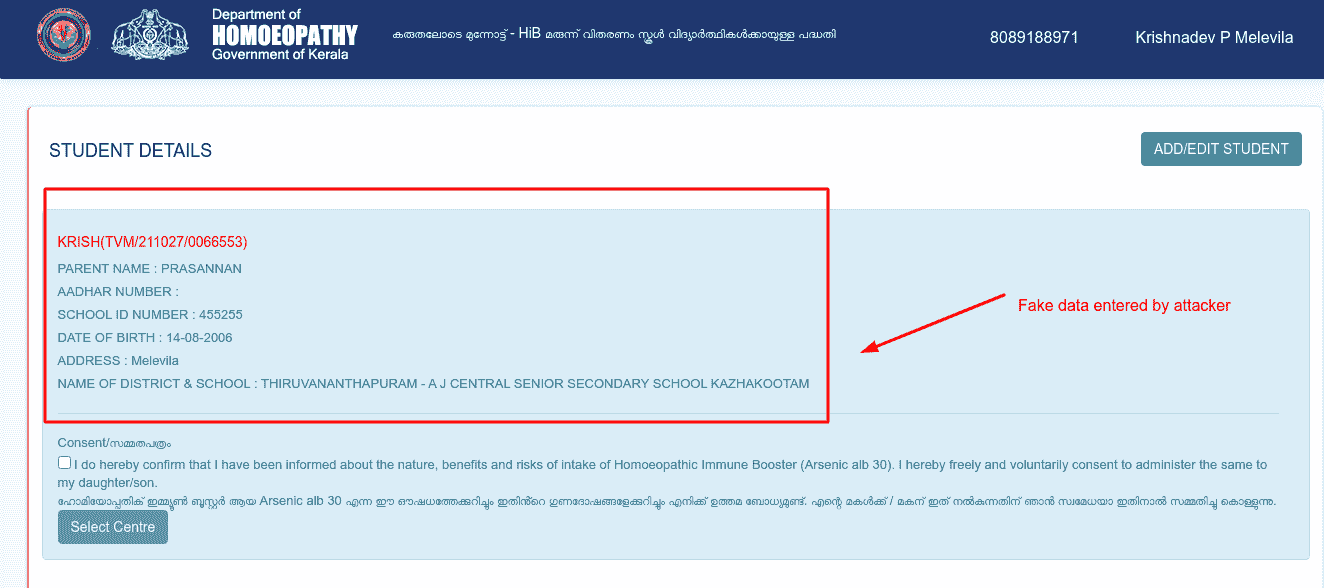 Department of
HOMOEOPATHY
Government of Kerala
കരുതലോടെ മുന്നോട്ട് - HiB മരുന്ന് വിതരണം സ്കൂൾ വിദ്യാർത്ഥികൾക്കായുള്ള പദ്ധതി
8089188971
Krishnadev P Melevila
STUDENT DETAILS
ADD/EDIT STUDENT
KRISH(TVM/211027/0066553)
PARENT NAME : PRASANNAN
AADHAR NUMBER :
SCHOOL ID NUMBER : 455255
DATE OF BIRTH : 14-08-2006
ADDRESS : Melevila
NAME OF DISTRICT & SCHOOL : THIRUVANANTHAPURAM - A J CENTRAL SENIOR SECONDARY SCHOOL KAZHAKOOTAM
Fake data entered by attacker
Consent/സമ്മതപത്രം
I do hereby confirm that I have been informed about the nature, benefits and risks of intake of Homoeopathic Immune Booster (Arsenic alb 30). I hereby freely and voluntarily consent to administer the same to
my daughter/son.
ഹോമിയോപ്പതിക് ഇമ്മ്യൂൺ ബൂസ്റ്റർ ആയ Arsenic alb 30 എന്ന ഈ ഔഷധത്തേക്കുറിച്ചും ഇതിൻറെ ഗുണദോഷങ്ങളേക്കുറിച്ചും എനിക്ക് ഉത്തമ ബോധ്യമുണ്ട്. എന്റെ മകൾക്ക് / മകന് ഇത് നൽകുന്നതിന് ഞാൻ സ്വമേധയാ ഇതിനാൽ സമ്മതിച്ചു കൊള്ളുന്നു.
Select Centre